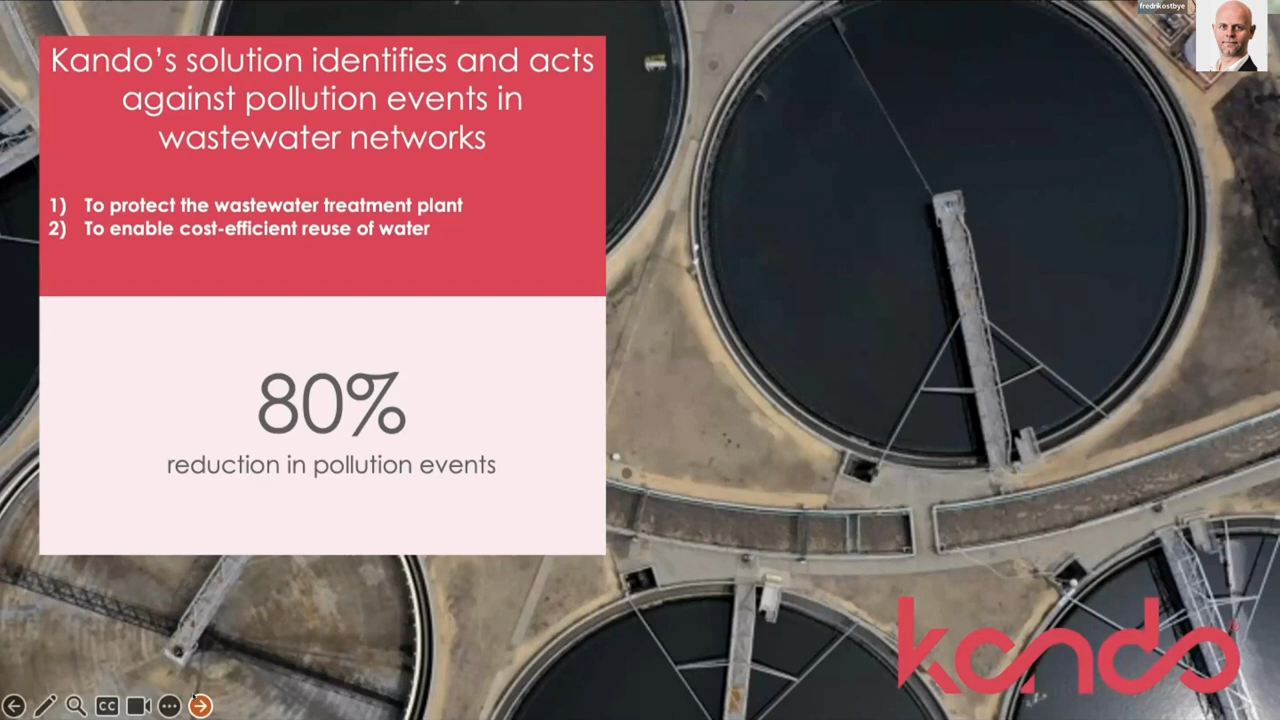 fredrikostbye
Kando’s solution identifies and acts
against pollution events in
wastewater networks
1) To protect the wastewater treatment plant
2) To enable cost-efficient reuse of water
80%
reduction in pollution events
kando®
CC